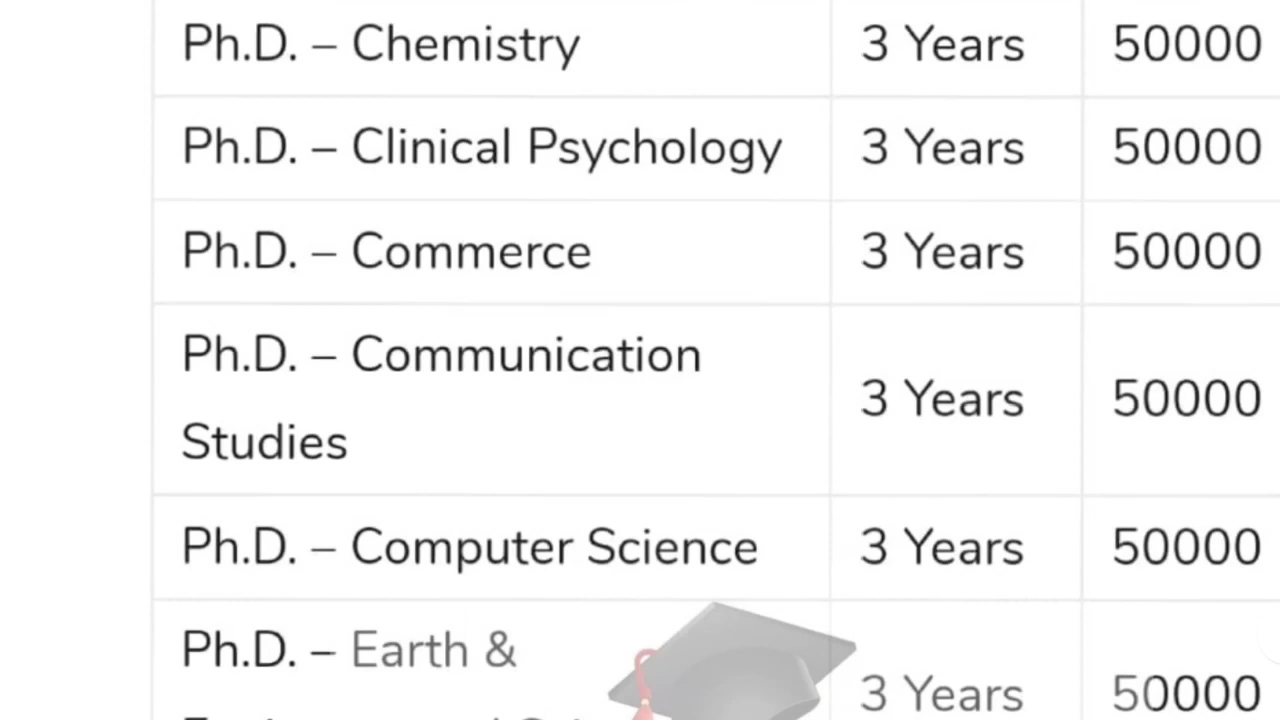 Ph.D. – Chemistry 3 Years 50000
Ph.D. – Clinical Psychology 3 Years 50000
Ph.D. – Commerce 3 Years 50000
Ph.D. – Communication
Studies 3 Years 50000
Ph.D. – Computer Science 3 Years 50000
Ph.D. – Earth & 3 Years 50000